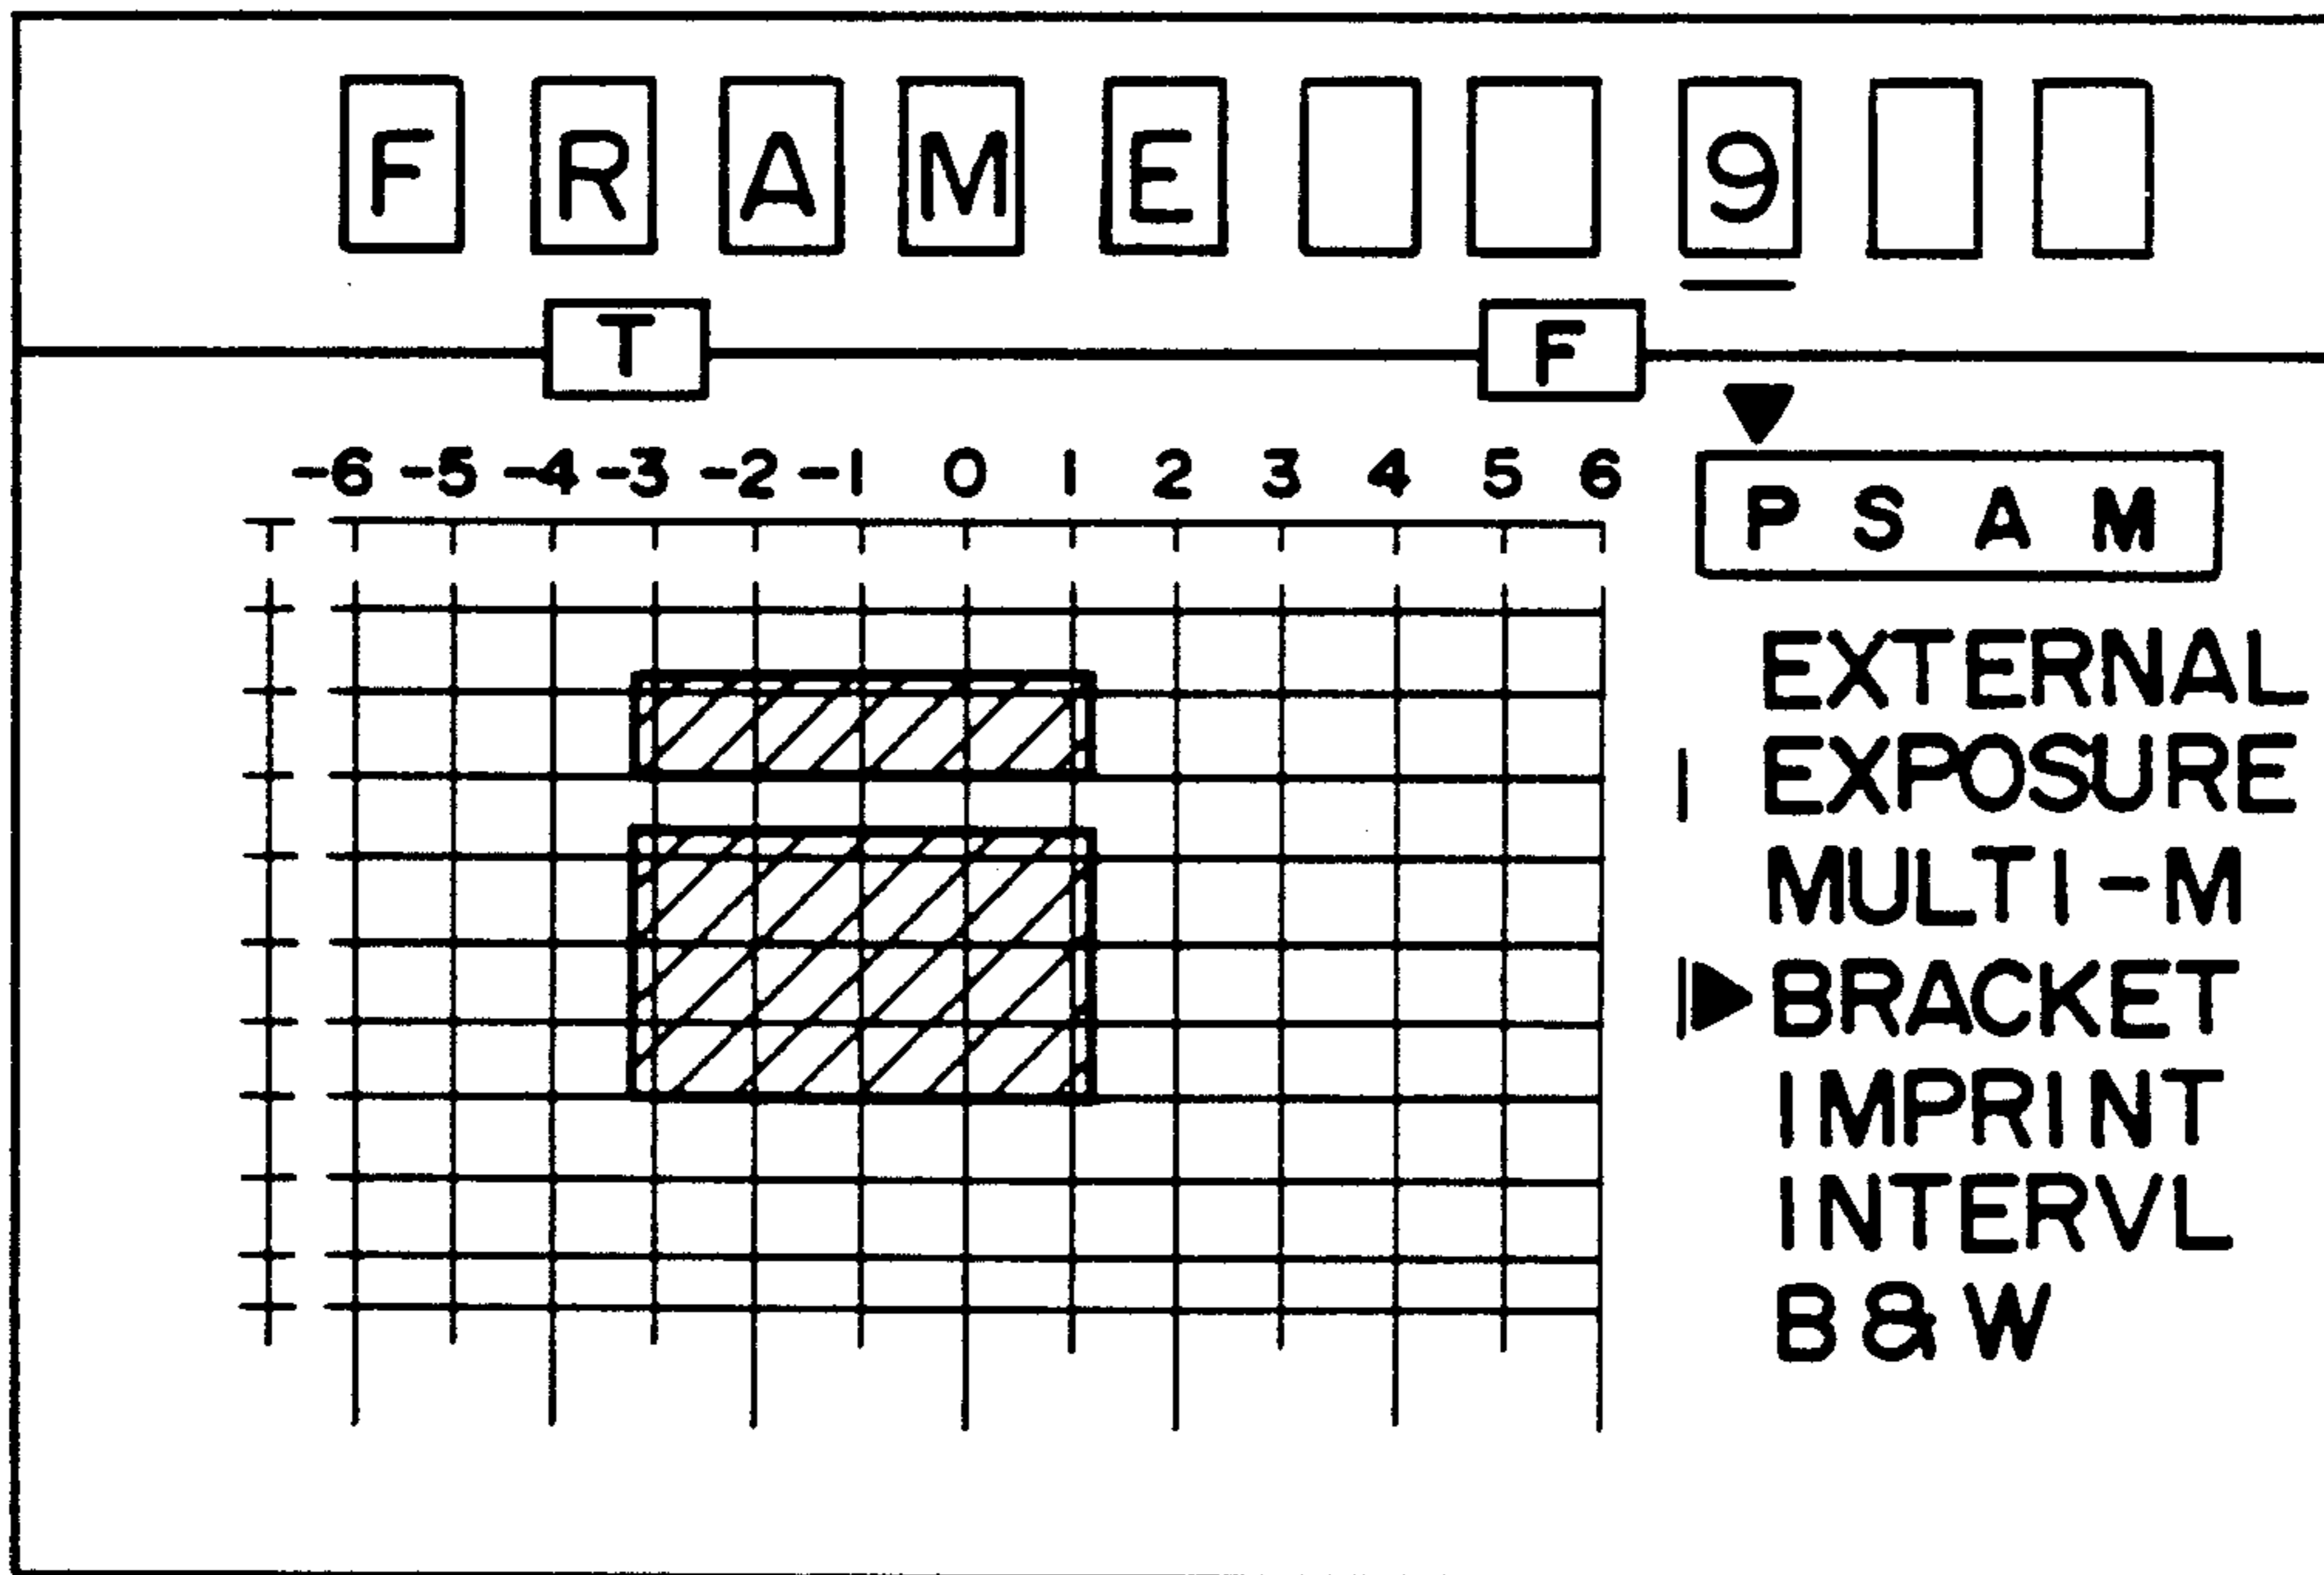 FRAME 9
T F
-6 -5 -4 -3 -2 -1 0 1 2 3 4 5 6
P S A M
EXTERNAL
EXPOSURE
MULTI-M
BRACKET
IMPRINT
INTERVL
B&W